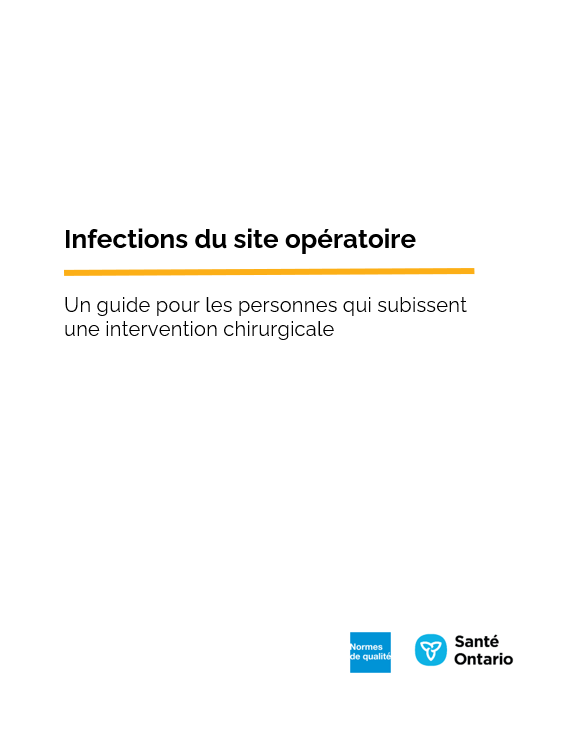 Infections du site opératoire
Un guide pour les personnes qui subissent
une intervention chirurgicale
Normes
de qualité
Santé
Ontario